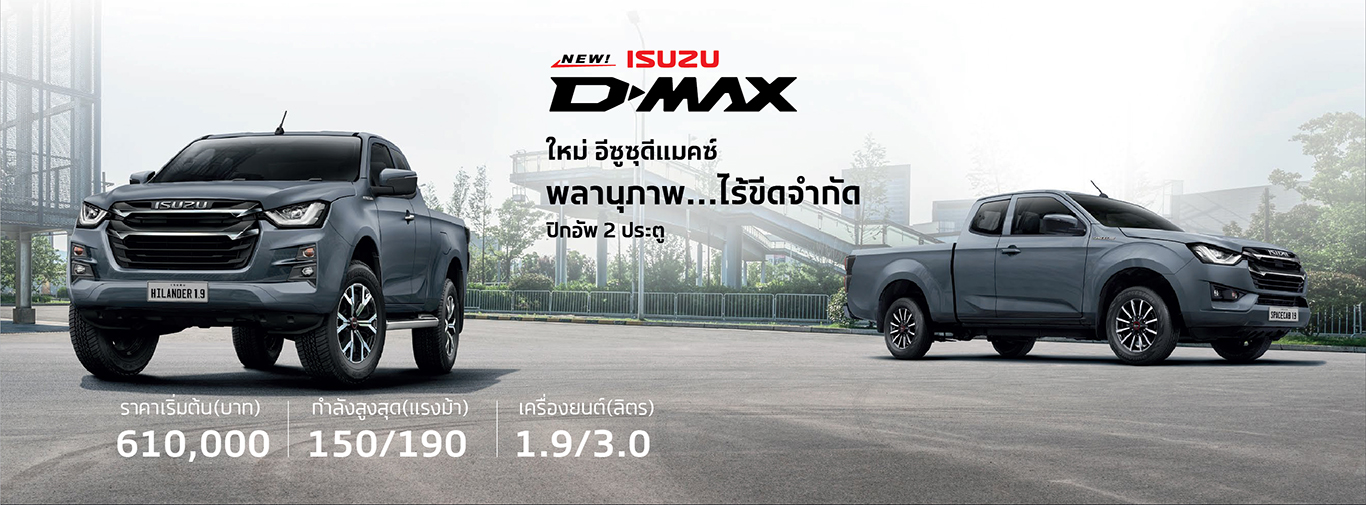 NEW! ISUZU
D-MAX
ใหม่ อีซูซุดีแมคซ์
พลานุภาพ...ไร้ขีดจำกัด
ปิกอัพ 2 ประตู
ISUZU
HILANDER 1.9
ISUZU
SPACECAB 1.9
ราคาเริ่มต้น(บาท)
610,000
กำลังสูงสุด(แรงม้า)
150/190
เครื่องยนต์(ลิตร)
1.9/3.0